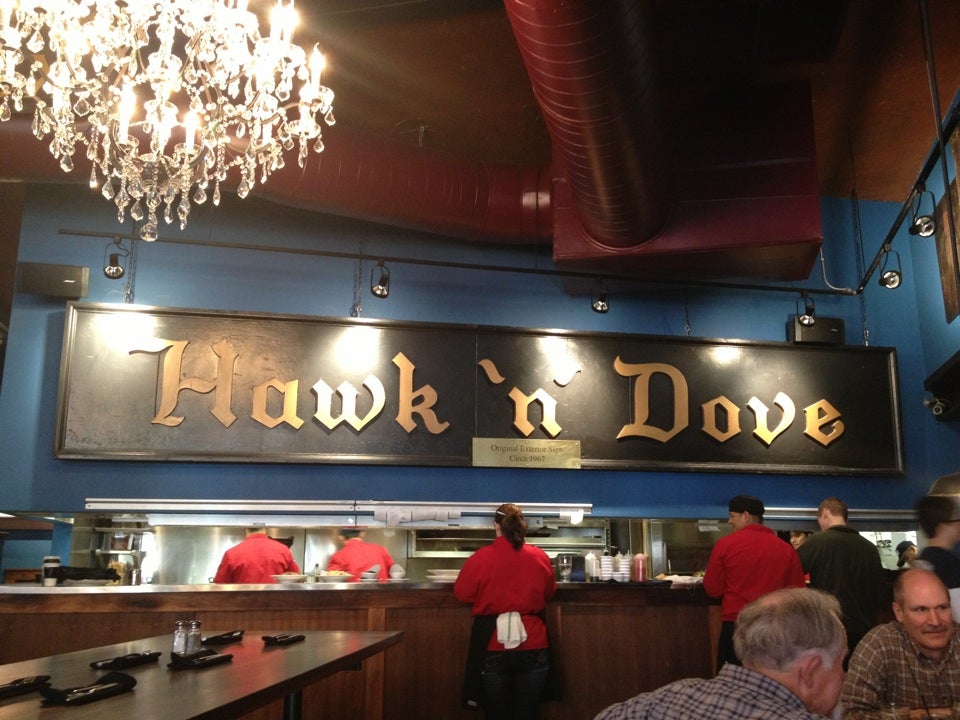 Hawk 'n' Dove
Original Exterior Sign
Circa 1967